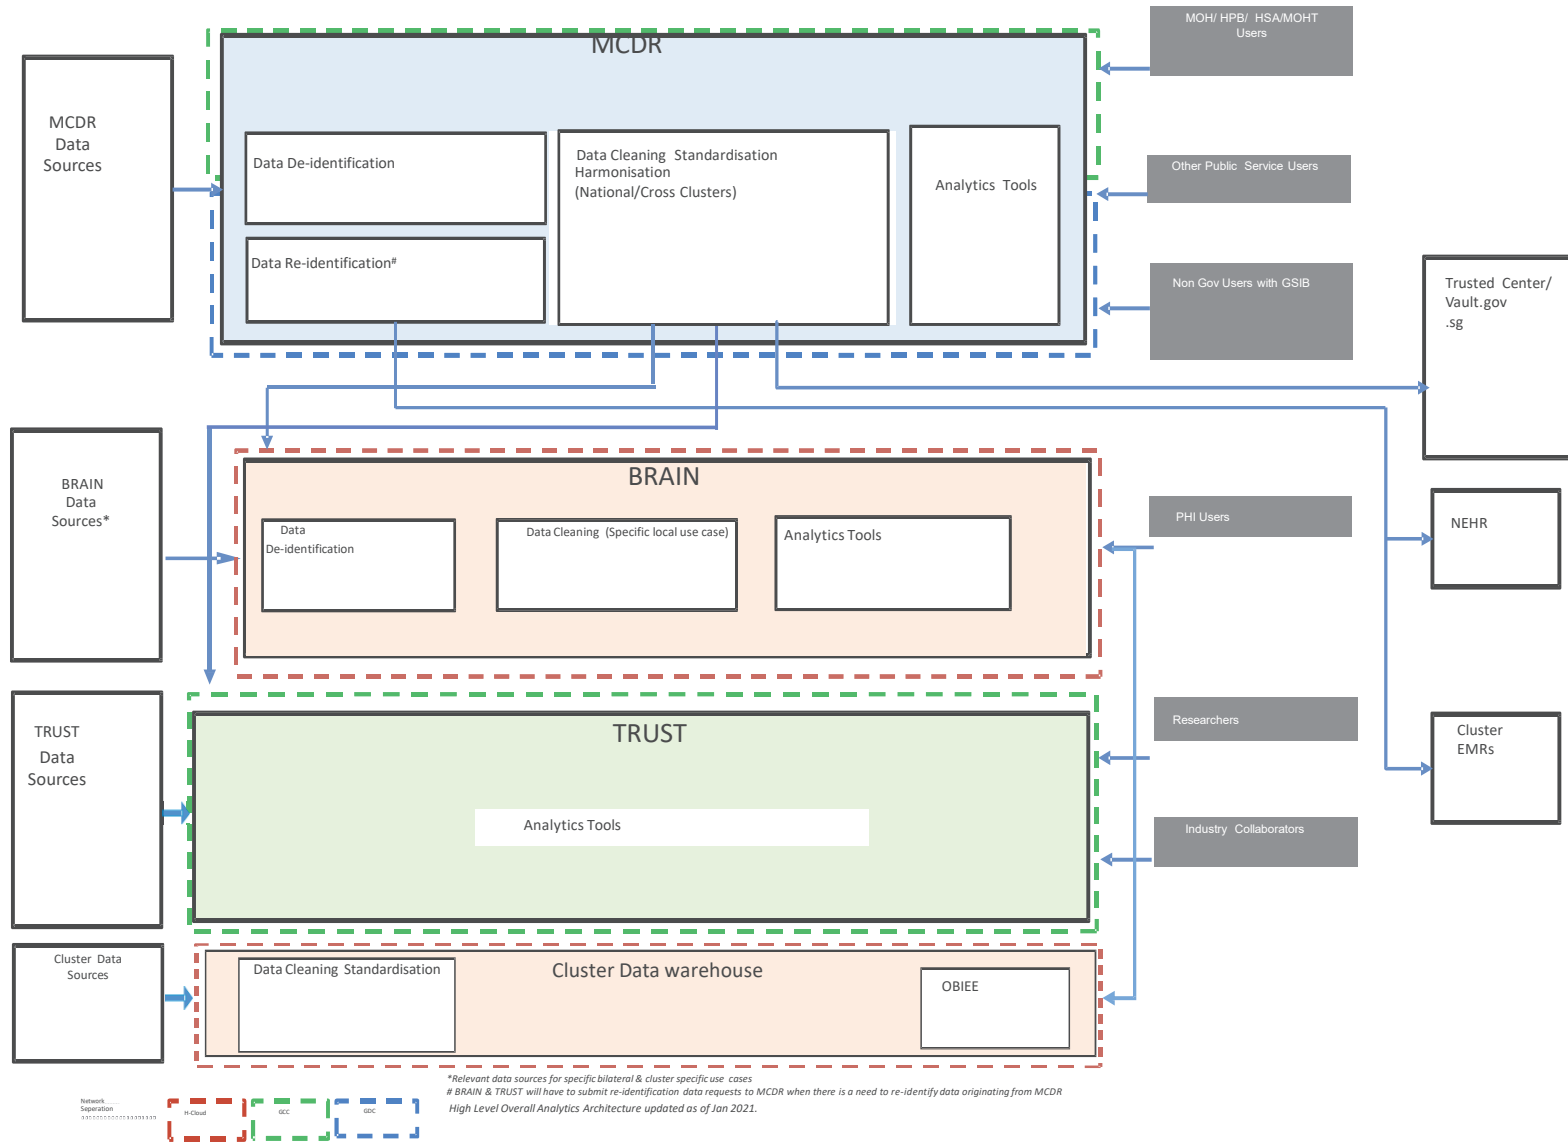 MOH/ HPB/ HSA/MOHT
Users
MCDR
MCDR
Data
Sources
Data De-identification
Data Cleaning Standardisation
Harmonisation
(National/Cross Clusters)
Analytics Tools
Other Public Service Users
Data Re-identification#
Non Gov Users with GSIB
Trusted Center/
Vault.gov
.sg
BRAIN
Data
Sources*
BRAIN
Data
De-identification
Data Cleaning (Specific local use case)
Analytics Tools
PHI Users
NEHR
TRUST
Data
Sources
TRUST
Analytics Tools
Researchers
Cluster
EMRs
Industry Collaborators
Cluster Data
Sources
Data Cleaning Standardisation
Cluster Data warehouse
OBIEE
*Relevant data sources for specific bilateral & cluster specific use cases
# BRAIN & TRUST will have to submit re-identification data requests to MCDR when there is a need to re-identify data originating from MCDR
High Level Overall Analytics Architecture updated as of Jan 2021.
Network
Seperation
H-Cloud
GCC
GDC